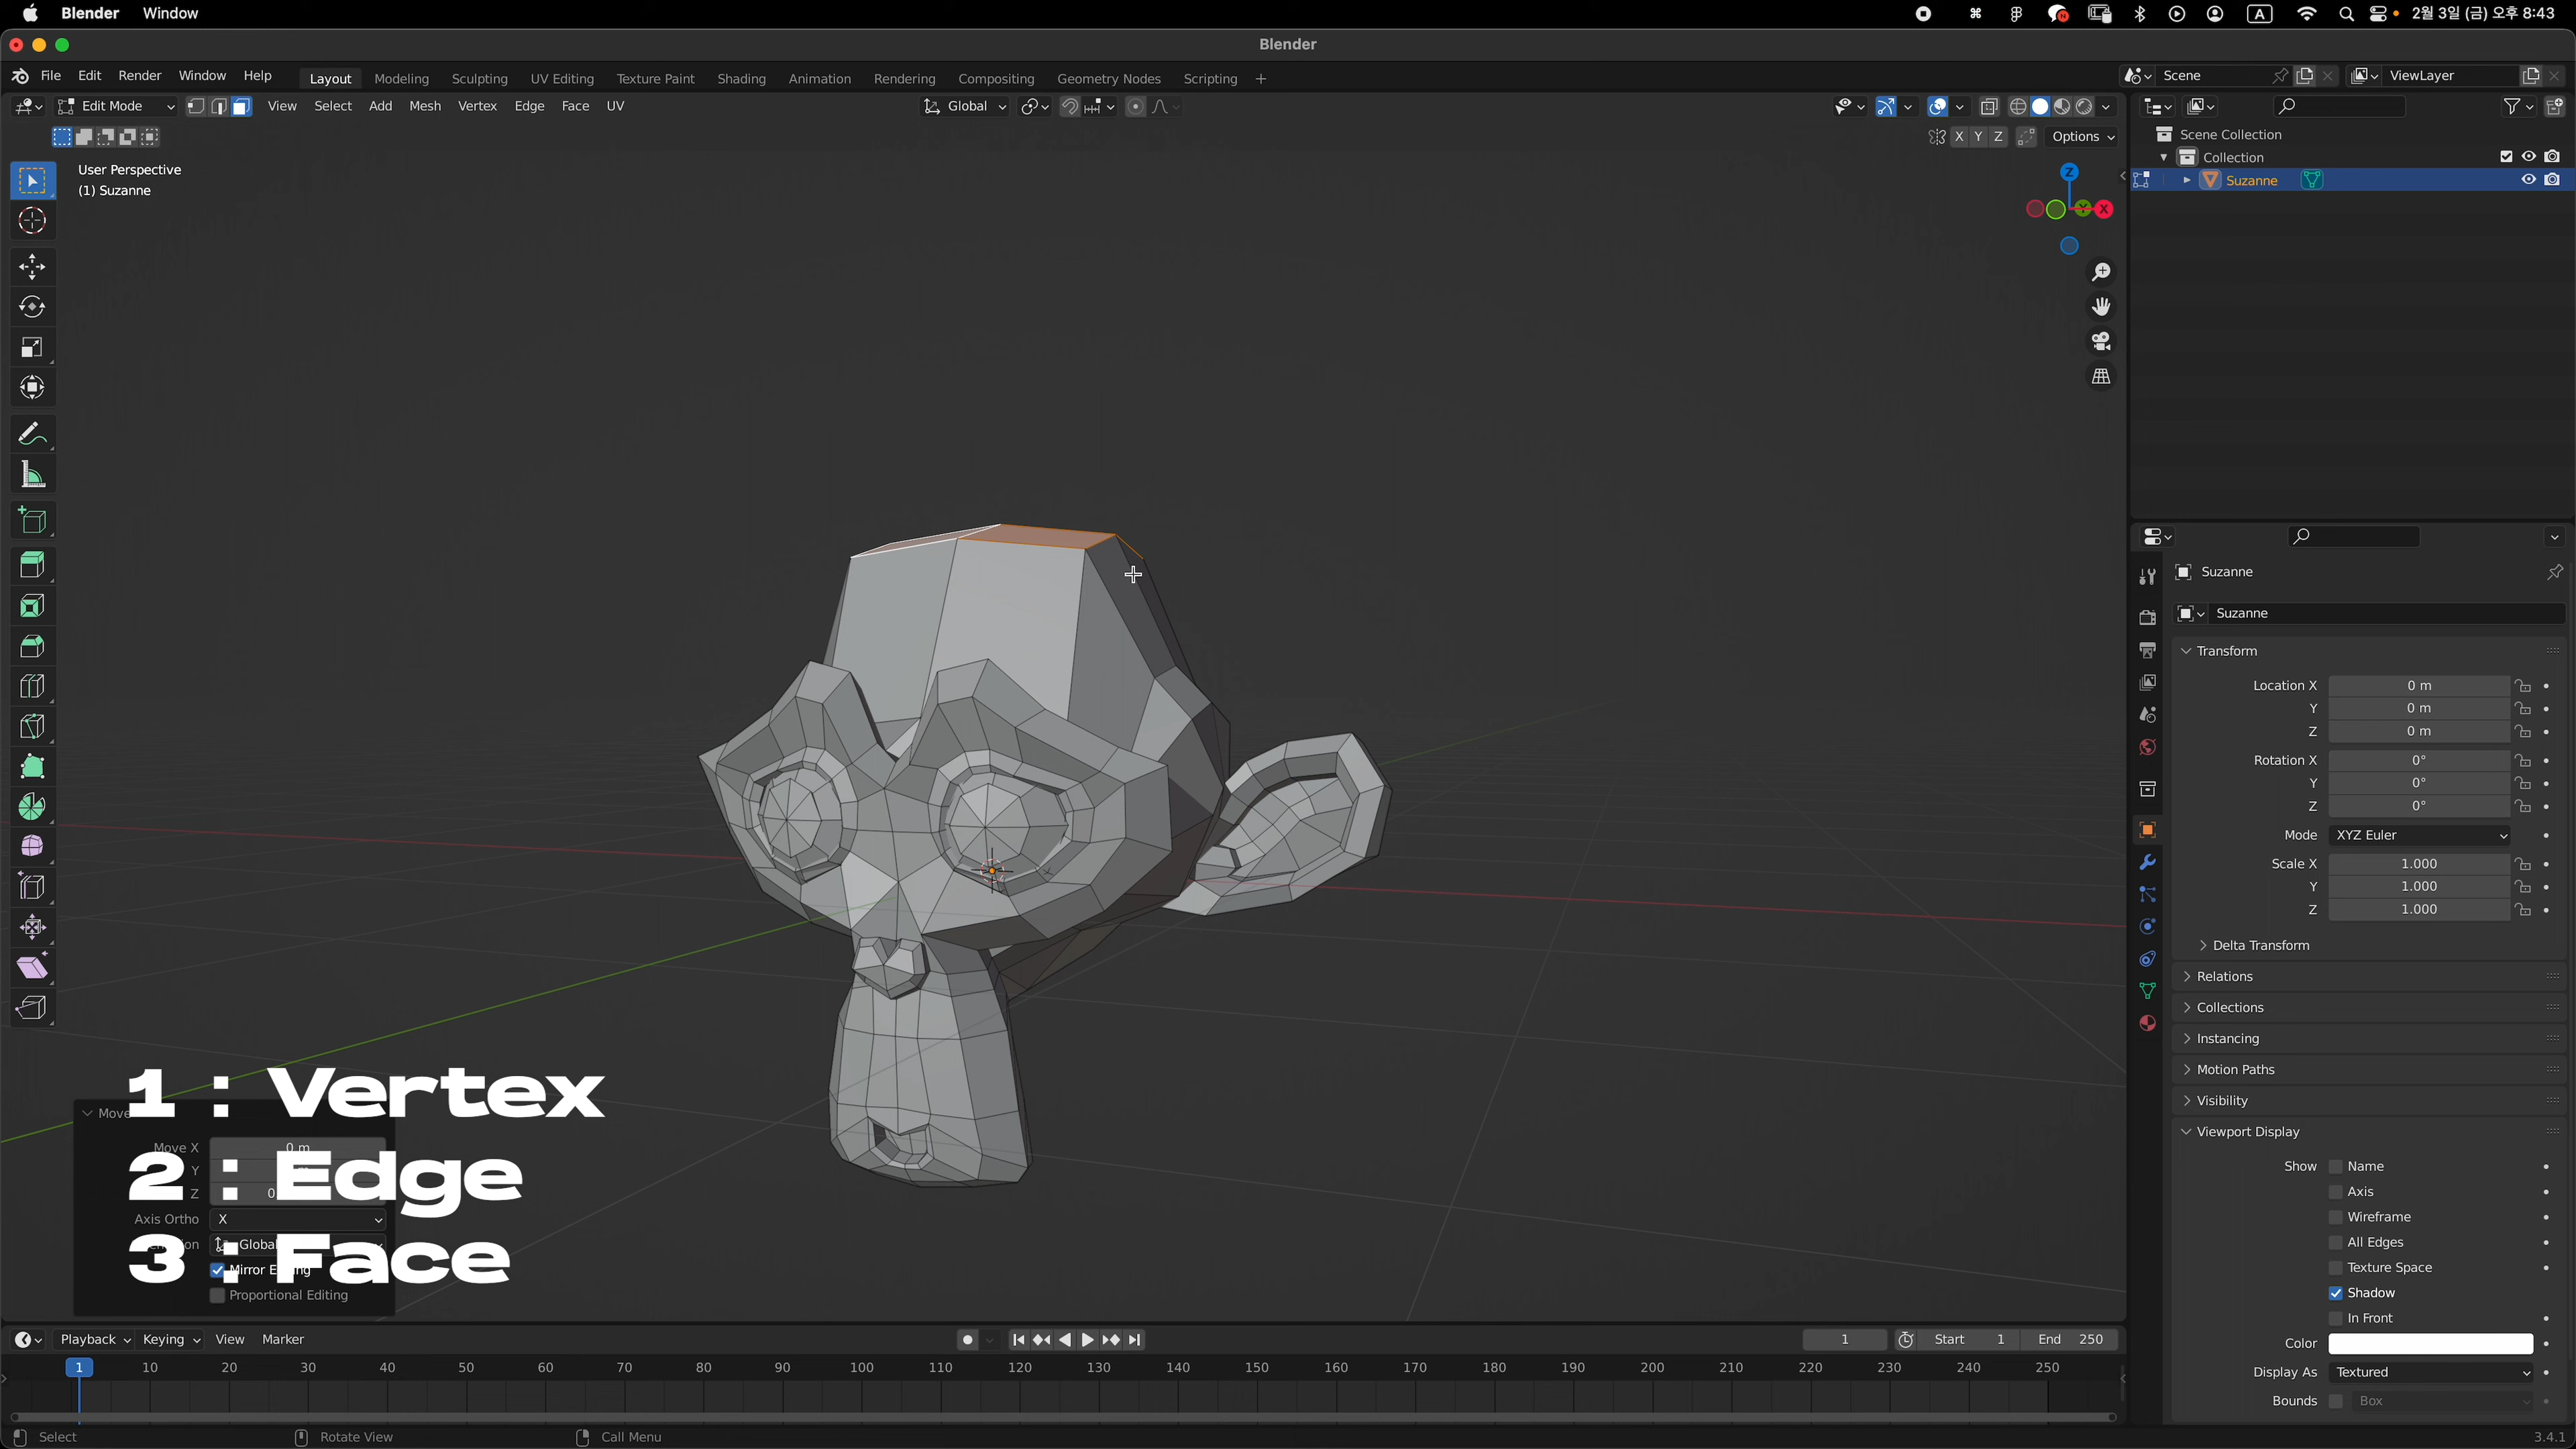 Blender Window
A 2월 3일 (금) 오후 8:43
Blender
File Edit Render Window Help Layout Modeling Sculpting UV Editing Texture Paint Shading Animation Rendering Compositing Geometry Nodes Scripting + Scene ViewLayer
Edit Mode View Select Add Mesh Vertex Edge Face UV Global
X Y Z Options
User Perspective
(1) Suzanne
Z
Y X
Scene Collection
Collection
Suzanne
Suzanne
Suzanne
Transform
Location X 0 m
Y 0 m
Z 0 m
Rotation X 0°
Y 0°
Z 0°
Mode XYZ Euler
Scale X 1.000
Y 1.000
Z 1.000
Delta Transform
Relations
Collections
Instancing
Motion Paths
Visibility
Viewport Display
Show Name
Axis
Wireframe
All Edges
Texture Space
Shadow
In Front
Color
Display As Textured
Bounds Box
1 : Vertex
2 : Edge
3 : Face
Move
Move X 0 m
Y
Z
Axis Ortho X
Global
Mirror
Proportional Editing
Playback Keying View Marker 1 Start 1 End 250
1 10 20 30 40 50 60 70 80 90 100 110 120 130 140 150 160 170 180 190 200 210 220 230 240 250
Select Rotate View Call Menu 3.4.1